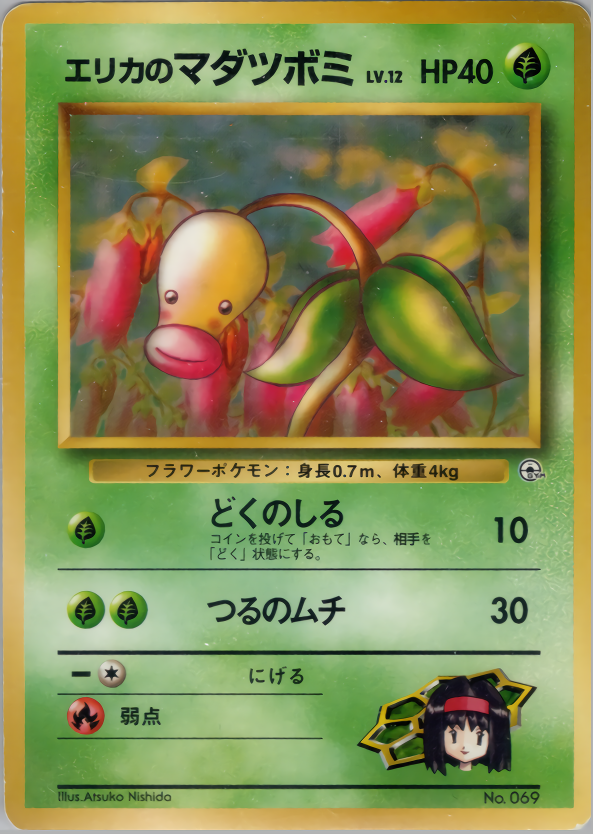 エリカのマダツボミ LV.12 HP40
フラワーポケモン：身長0.7m、体重4kg
GYM
どくのしる 10
コインを投げて「おもて」なら、相手を
「どく」状態にする。
つるのムチ 30
にげる
弱点
Illus.Atsuko Nishida No. 069